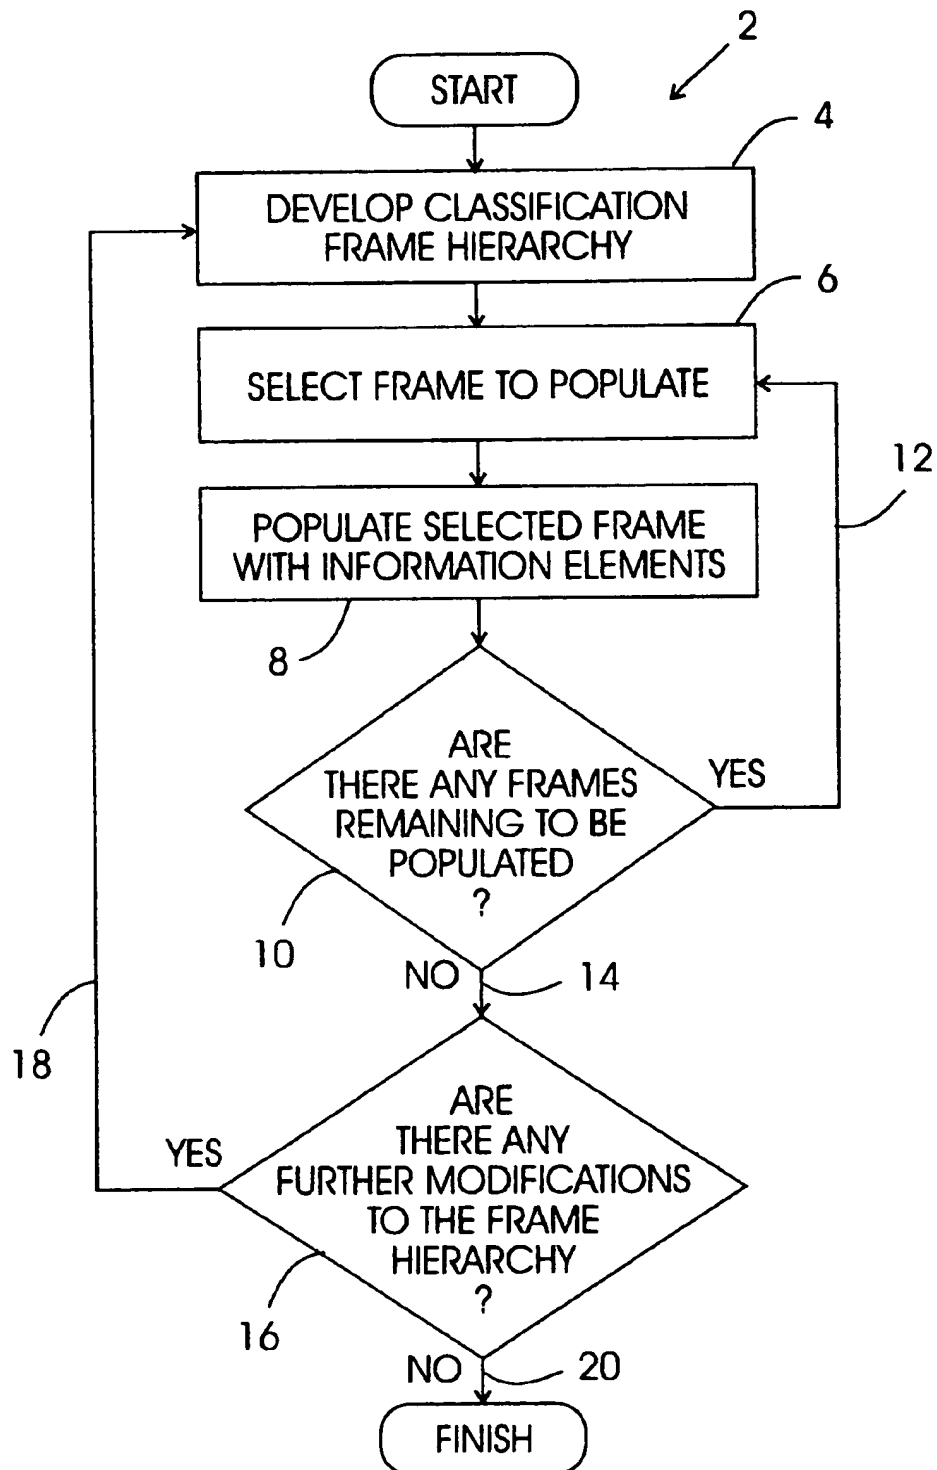 2
START
4
DEVELOP CLASSIFICATION
FRAME HIERARCHY
6
SELECT FRAME TO POPULATE
12
POPULATE SELECTED FRAME
WITH INFORMATION ELEMENTS
8
ARE
THERE ANY FRAMES
REMAINING TO BE
POPULATED
?
YES
10
NO
14
18
ARE
THERE ANY
FURTHER MODIFICATIONS
TO THE FRAME
HIERARCHY
?
YES
16
NO
20
FINISH